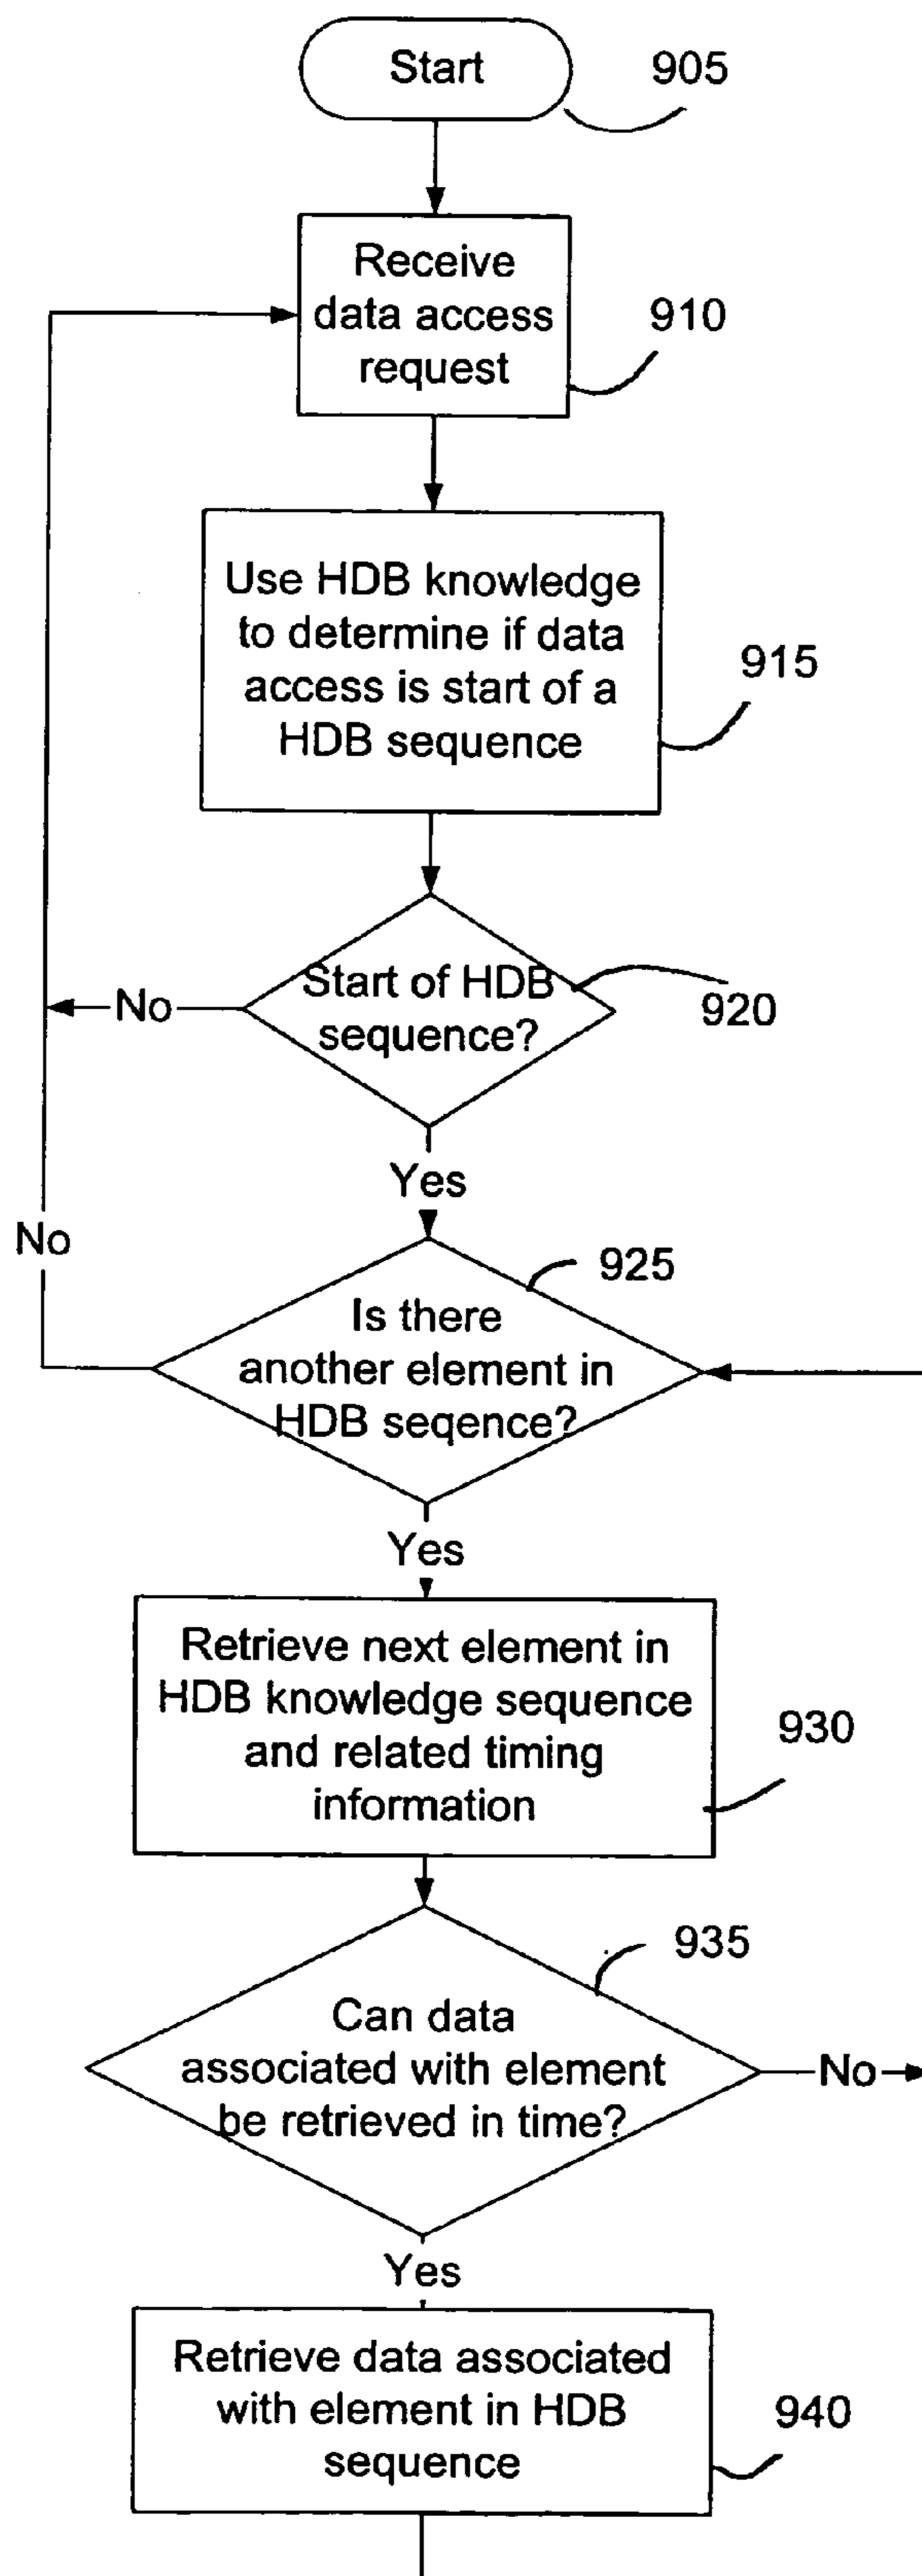 Start
905
Receive
data access
request
910
Use HDB knowledge
to determine if data
access is start of a
HDB sequence
915
Start of HDB
sequence?
920
No
Yes
No
925
Is there
another element in
HDB seqence?
Yes
Retrieve next element in
HDB knowledge sequence
and related timing
information
930
935
Can data
associated with element
be retrieved in time?
No
Yes
Retrieve data associated
with element in HDB
sequence
940